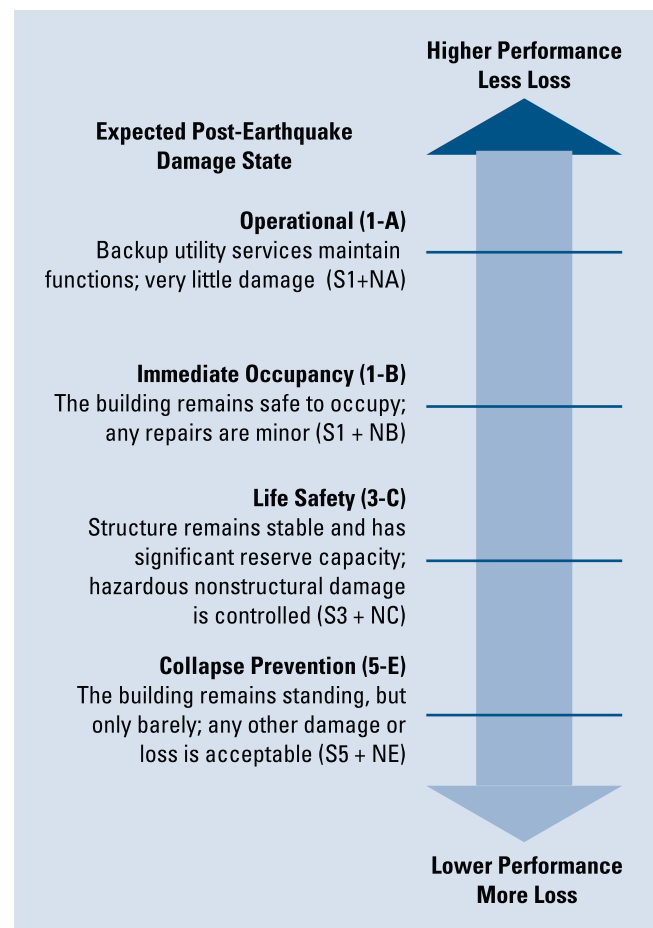 Higher Performance
Less Loss
Expected Post-Earthquake
Damage State
Operational (1-A)
Backup utility services maintain
functions; very little damage (S1+NA)
Immediate Occupancy (1-B)
The building remains safe to occupy;
any repairs are minor (S1 + NB)
Life Safety (3-C)
Structure remains stable and has
significant reserve capacity;
hazardous nonstructural damage
is controlled (S3 + NC)
Collapse Prevention (5-E)
The building remains standing, but
only barely; any other damage or
loss is acceptable (S5 + NE)
Lower Performance
More Loss